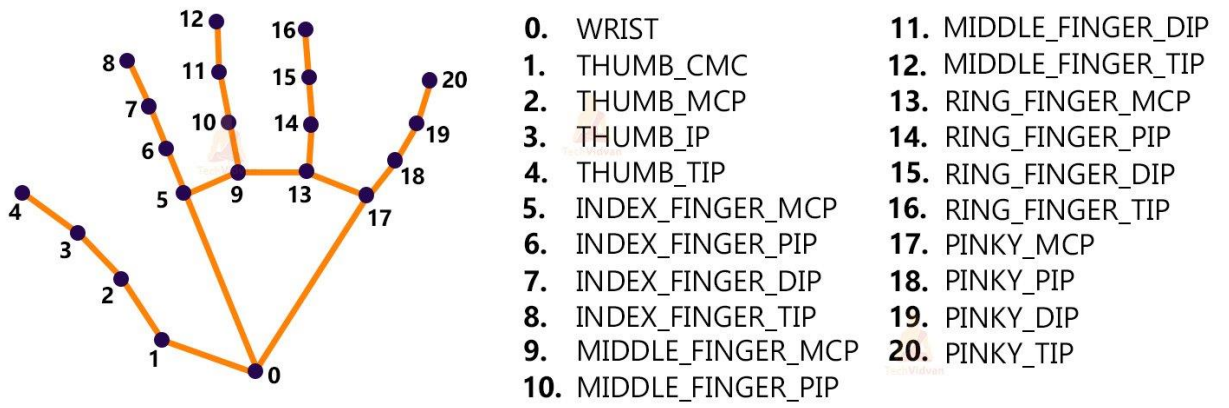 12
16
8
11
15
20
7
10
14
19
6
18
4
5
9
13
17
3
2
1
0
0. WRIST
1. THUMB_CMC
2. THUMB_MCP
3. THUMB_IP
4. THUMB_TIP
5. INDEX_FINGER_MCP
6. INDEX_FINGER_PIP
7. INDEX_FINGER_DIP
8. INDEX_FINGER_TIP
9. MIDDLE_FINGER_MCP
10. MIDDLE_FINGER_PIP
11. MIDDLE_FINGER_DIP
12. MIDDLE_FINGER_TIP
13. RING_FINGER_MCP
14. RING_FINGER_PIP
15. RING_FINGER_DIP
16. RING_FINGER_TIP
17. PINKY_MCP
18. PINKY_PIP
19. PINKY_DIP
20. PINKY_TIP
TechVidvan
TechVidvan
TechVidvan